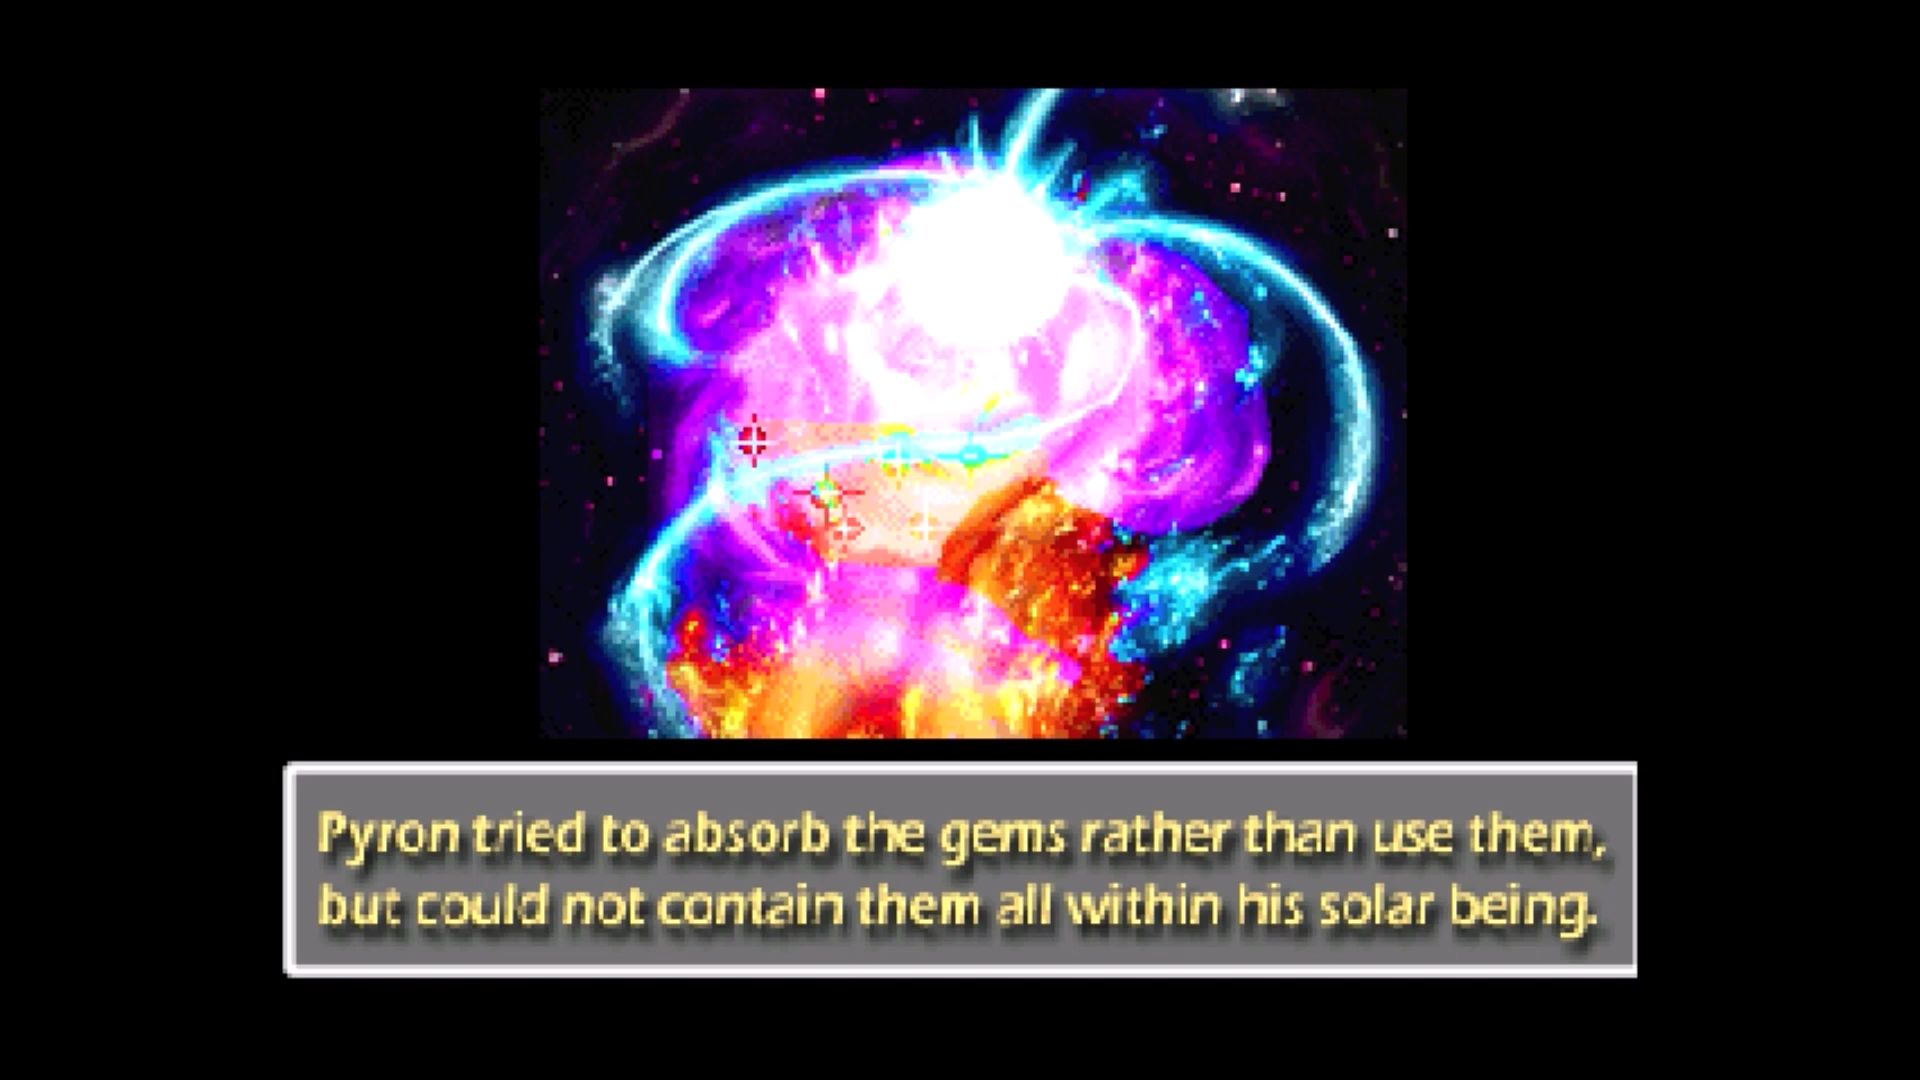 Pyron tried to absorb the gems rather than use them,
but could not contain them all within his solar being.